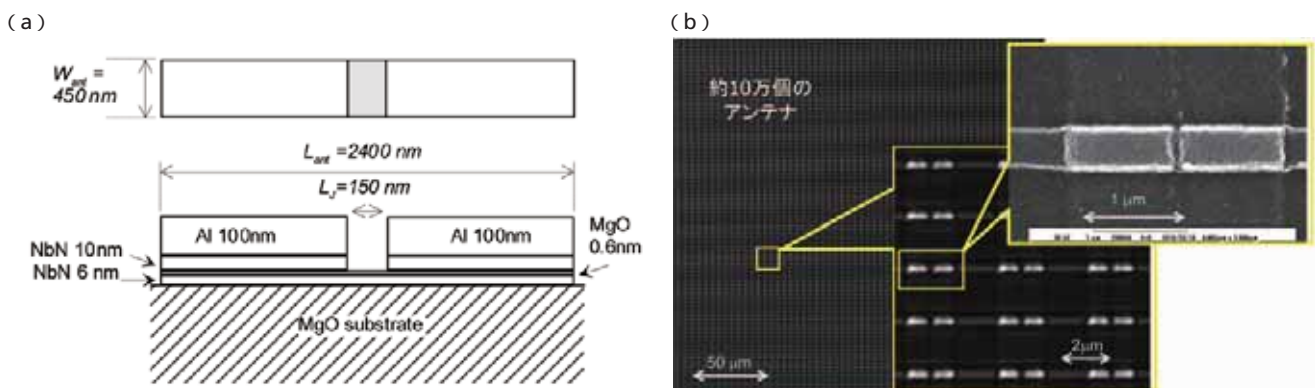 (a)
W_ant =
450 nm
L_ant =2400 nm
L_J=150 nm
Al 100nm
Al 100nm
MgO
0.6nm
NbN 10nm
NbN 6 nm
MgO substrate
(b)
約10万個の
アンテナ
1 μm
50 μm
2μm